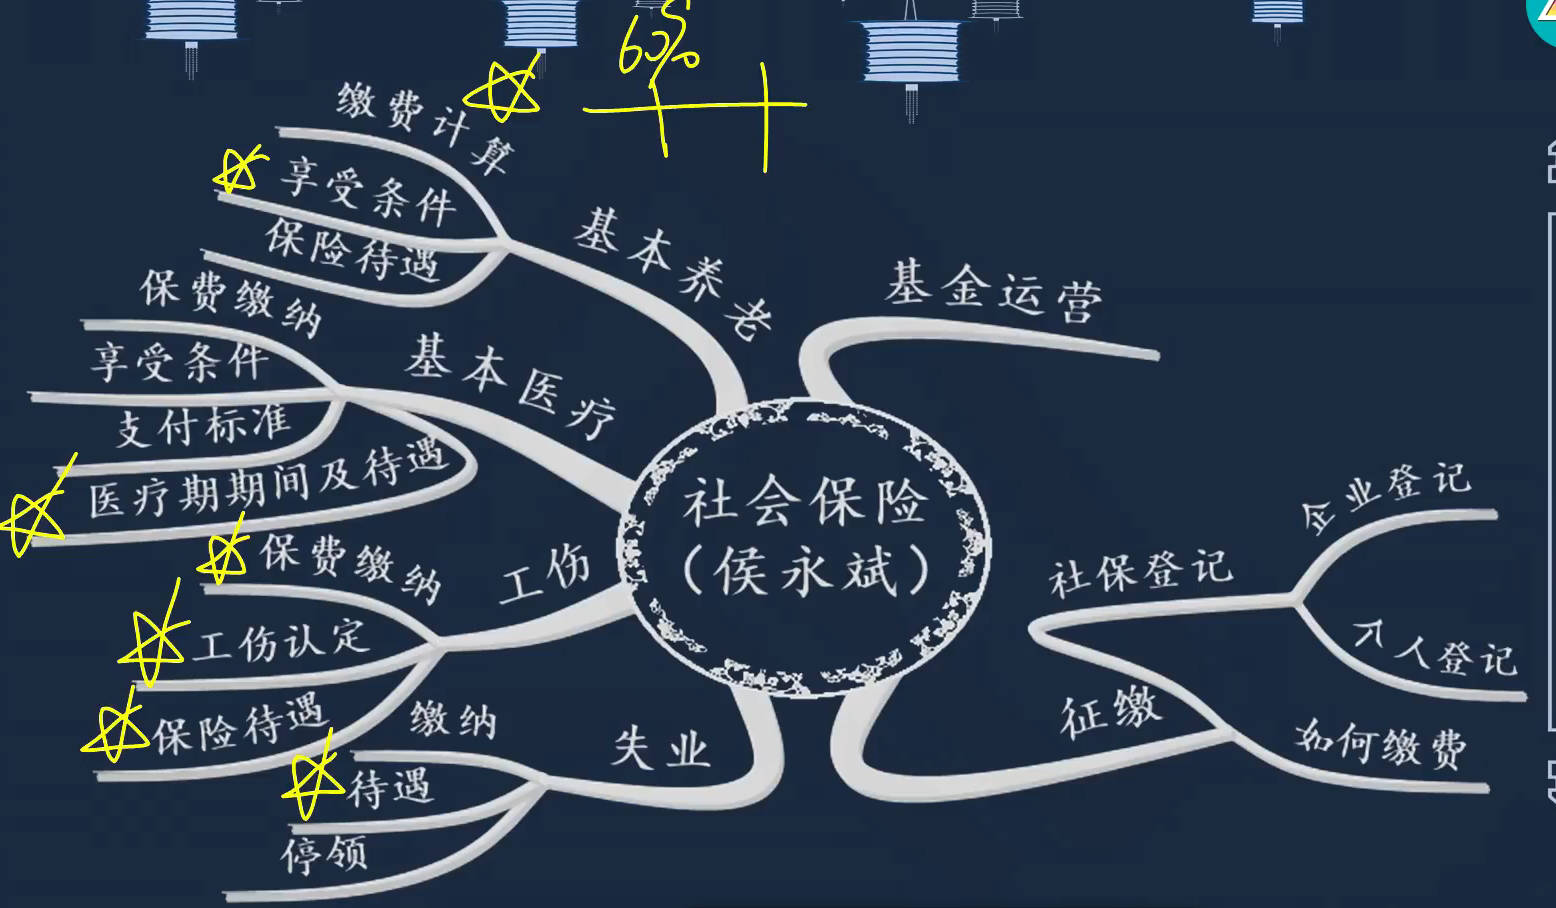 60%
缴费计算
享受条件
保险待遇
基本养老
保费缴纳
享受条件
支付标准
医疗期期间及待遇
基本医疗
保费缴纳
工伤认定
保险待遇
工伤
缴纳
待遇
停领
失业
社会保险
（侯永斌）
基金运营
企业登记
人登记
社保登记
征缴
如何缴费